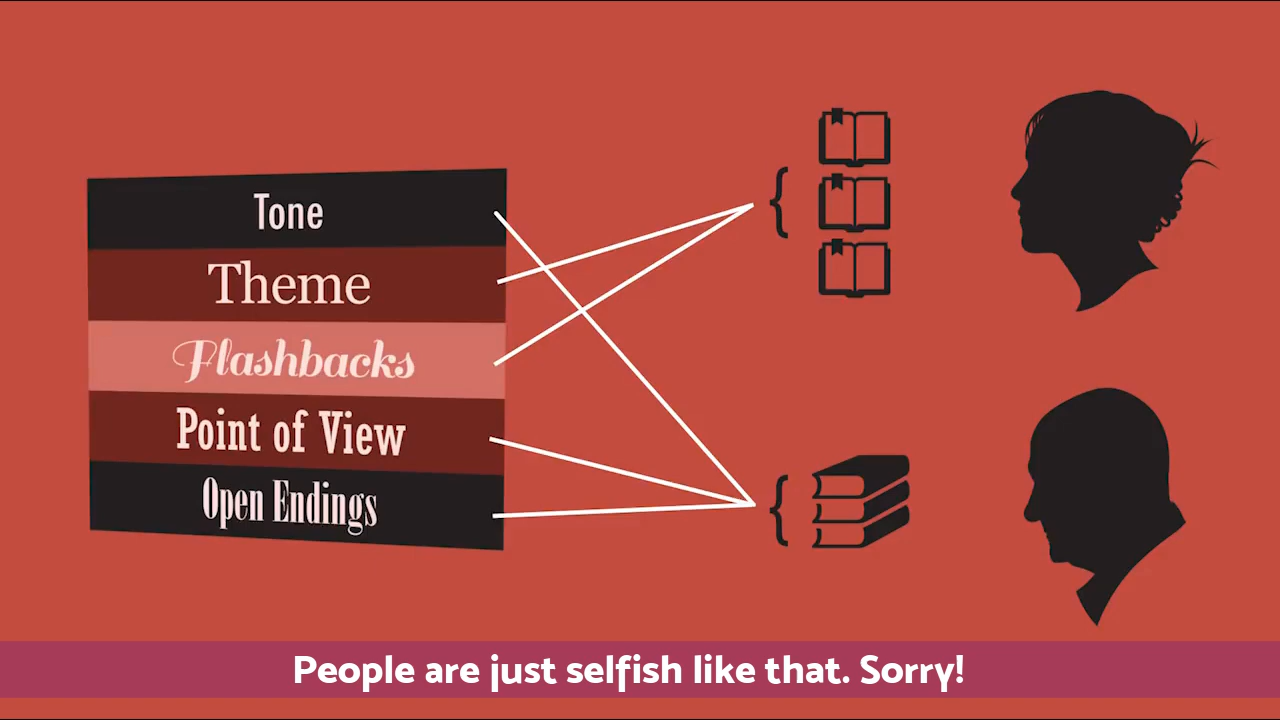 Tone
Theme
Flashbacks
Point of View
Open Endings
People are just selfish like that. Sorry!